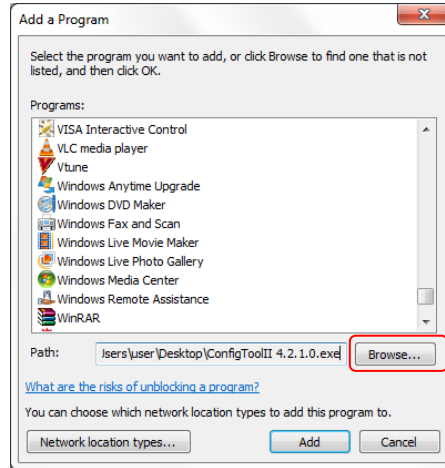 Add a Program
Select the program you want to add, or click Browse to find one that is not
listed, and then click OK.
Programs:
VISA Interactive Control
VLC media player
Vtune
Windows Anytime Upgrade
Windows DVD Maker
Windows Fax and Scan
Windows Live Movie Maker
Windows Live Photo Gallery
Windows Media Center
Windows Remote Assistance
WinRAR
Path: Jsers\user\Desktop\ConfigToolII 4.2.1.0.exe Browse...
What are the risks of unblocking a program?
You can choose which network location types to add this program to.
Network location types... Add Cancel